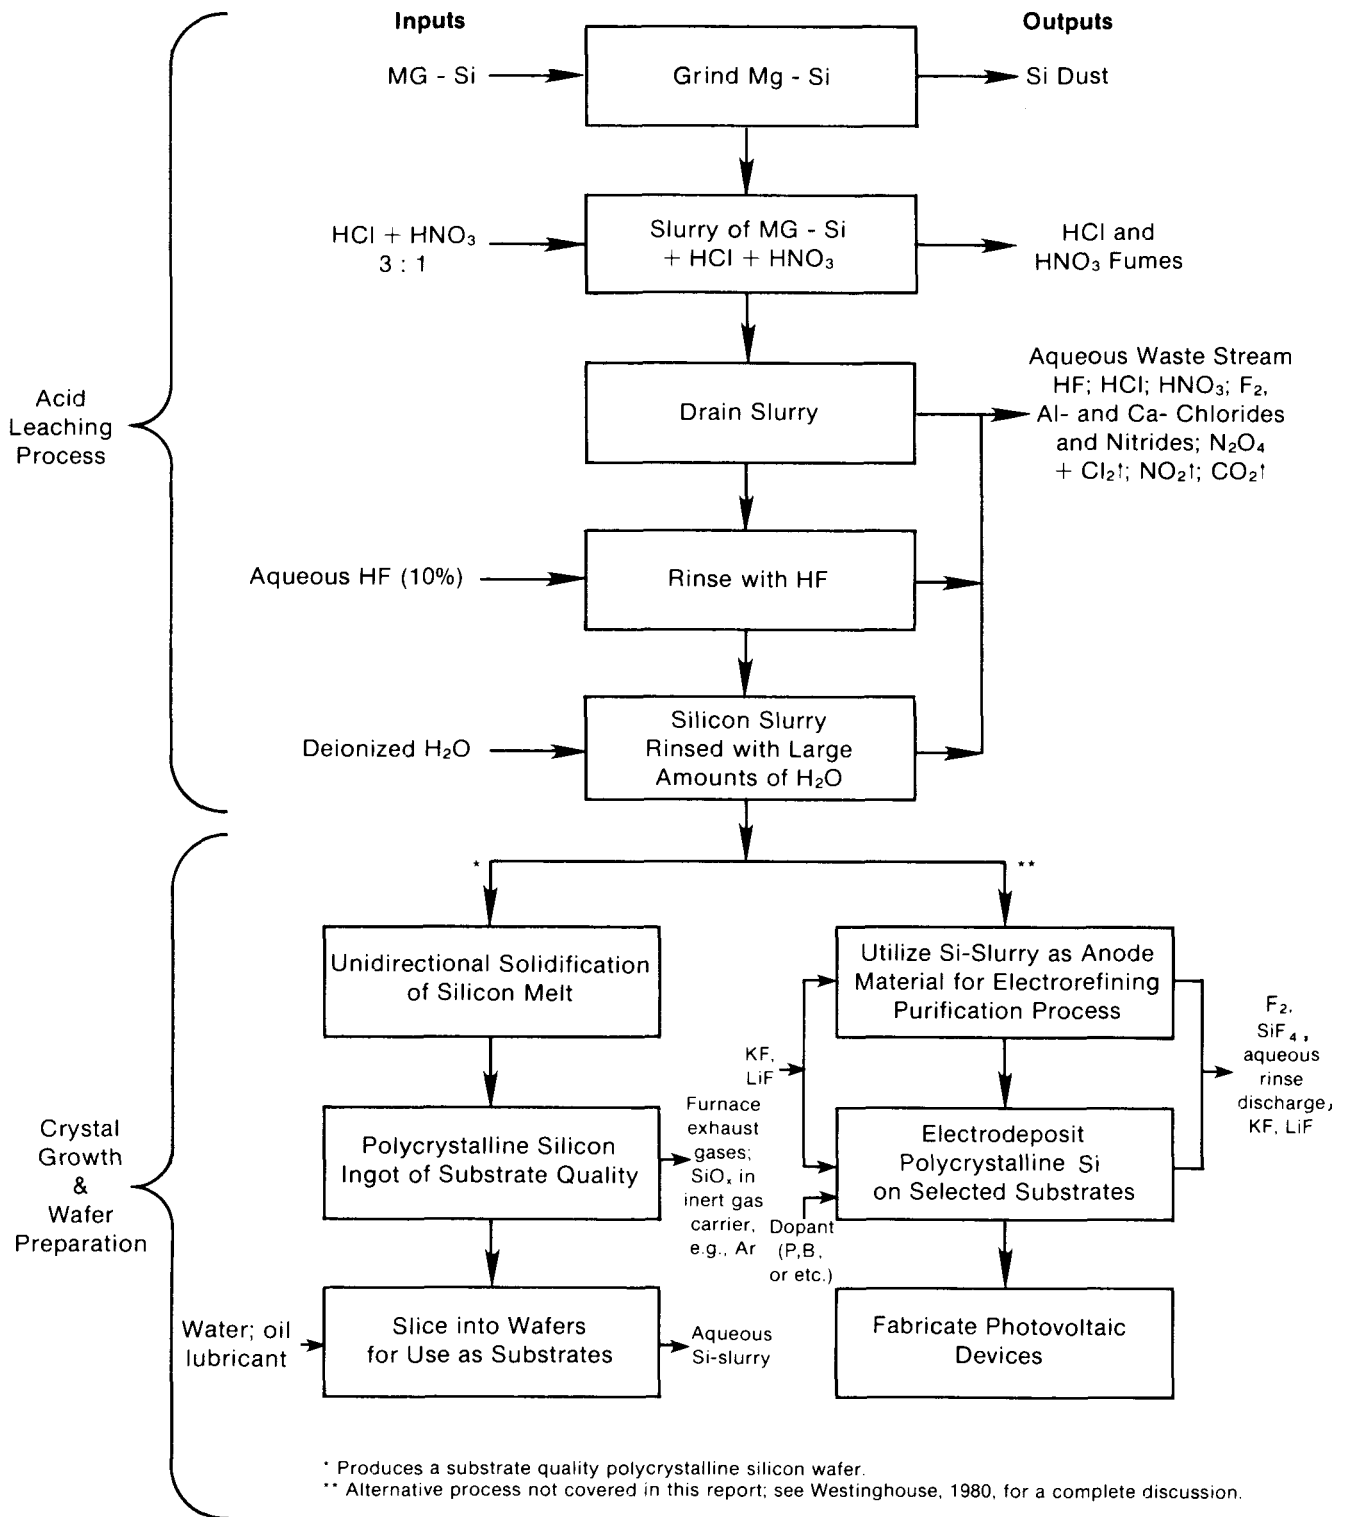 Inputs
Outputs
MG - Si
Grind Mg - Si
Si Dust
HCl + HNO₃
3 : 1
Slurry of MG - Si
+ HCl + HNO₃
HCl and
HNO₃ Fumes
Acid
Leaching
Process
Drain Slurry
Aqueous Waste Stream
HF; HCl; HNO₃; F₂,
Al- and Ca- Chlorides
and Nitrides; N₂O₄
+ Cl₂↑; NO₂↑; CO₂↑
Aqueous HF (10%)
Rinse with HF
Deionized H₂O
Silicon Slurry
Rinsed with Large
Amounts of H₂O
*
**
Unidirectional Solidification
of Silicon Melt
Utilize Si-Slurry as Anode
Material for Electrorefining
Purification Process
KF,
LiF
F₂,
SiF₄,
aqueous
rinse
discharge,
KF, LiF
Crystal
Growth
&
Wafer
Preparation
Polycrystalline Silicon
Ingot of Substrate Quality
Furnace
exhaust
gases;
SiOₓ in
inert gas
carrier,
e.g., Ar
Electrodeposit
Polycrystalline Si
on Selected Substrates
Dopant
(P,B,
or etc.)
Water; oil
lubricant
Slice into Wafers
for Use as Substrates
Aqueous
Si-slurry
Fabricate Photovoltaic
Devices
* Produces a substrate quality polycrystalline silicon wafer.
** Alternative process not covered in this report; see Westinghouse, 1980, for a complete discussion.